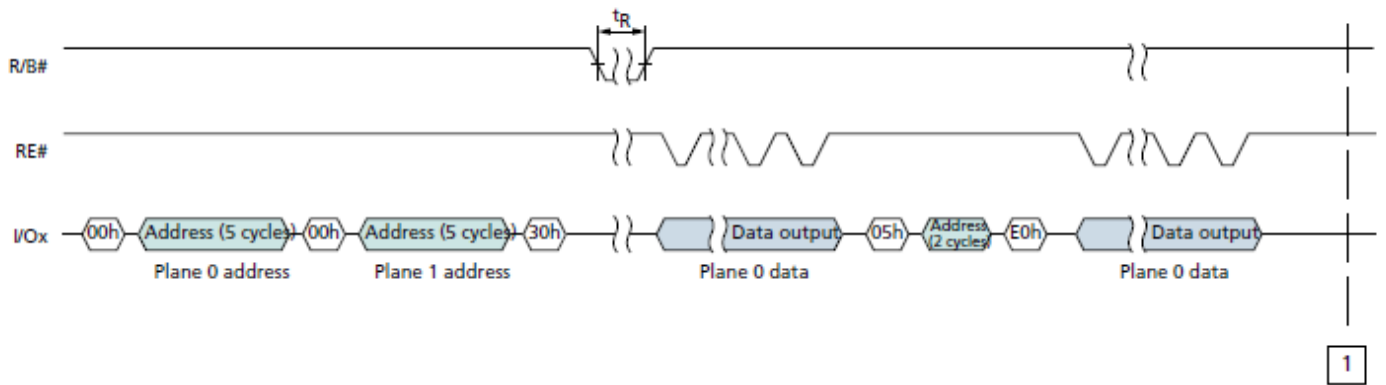 tR
R/B#
RE#
I/Ox
00h Address (5 cycles) 00h Address (5 cycles) 30h Data output 05h Address (2 cycles) E0h Data output
Plane 0 address Plane 1 address Plane 0 data Plane 0 data
1